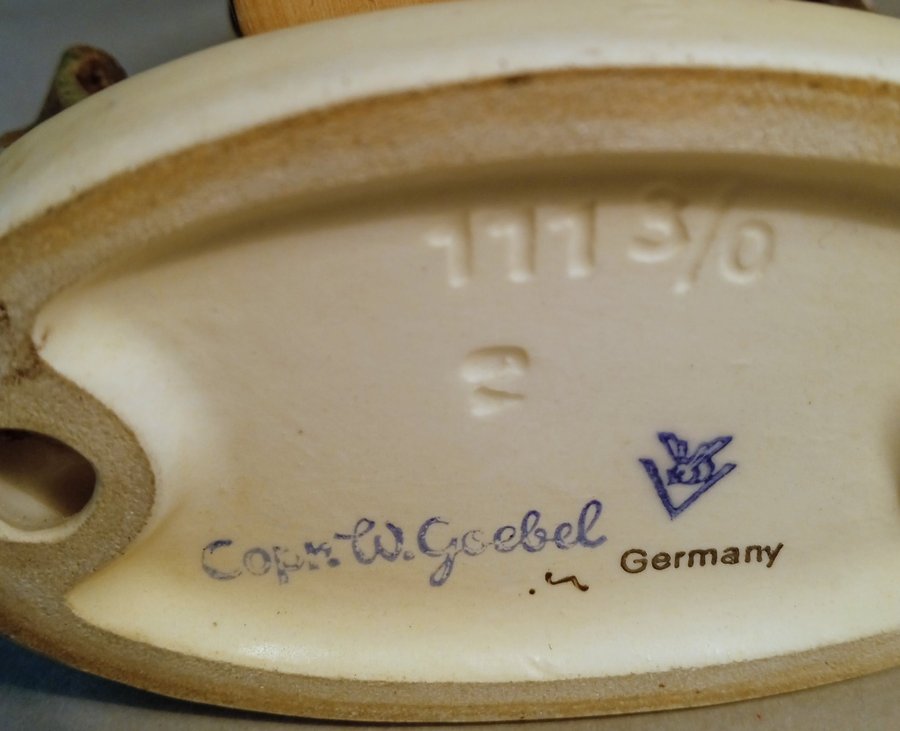 111 3/0
Copr. W. Goebel
Germany